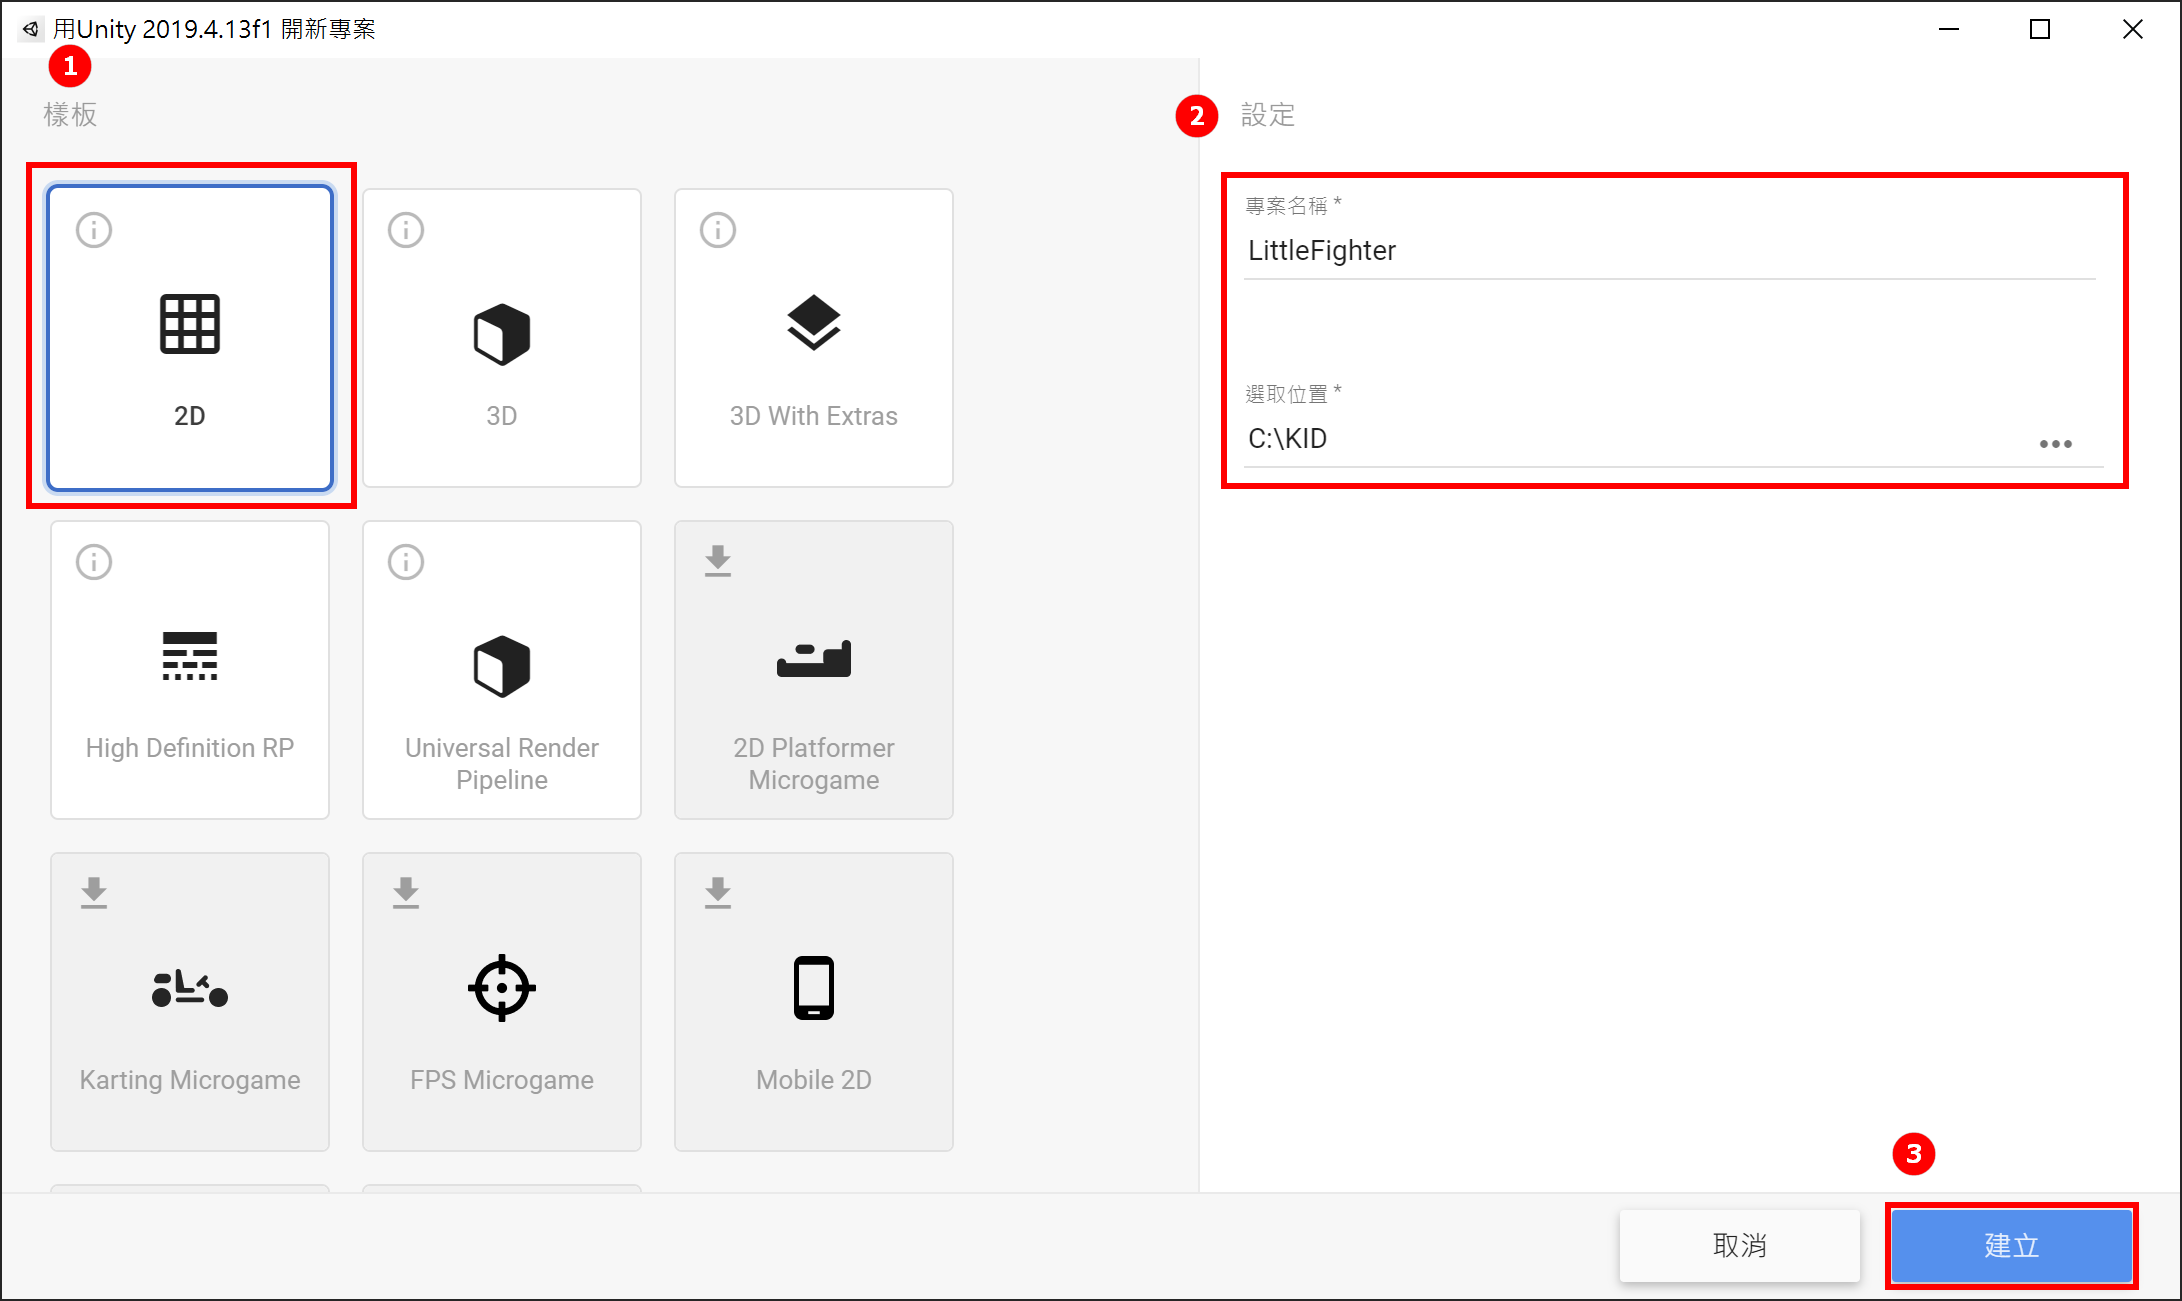 用Unity 2019.4.13f1 開新專案
1
樣板
2D
3D
3D With Extras
High Definition RP
Universal Render
Pipeline
2D Platformer
Microgame
Karting Microgame
FPS Microgame
Mobile 2D
2
設定
專案名稱 *
LittleFighter
選取位置 *
C:\KID
3
取消
建立